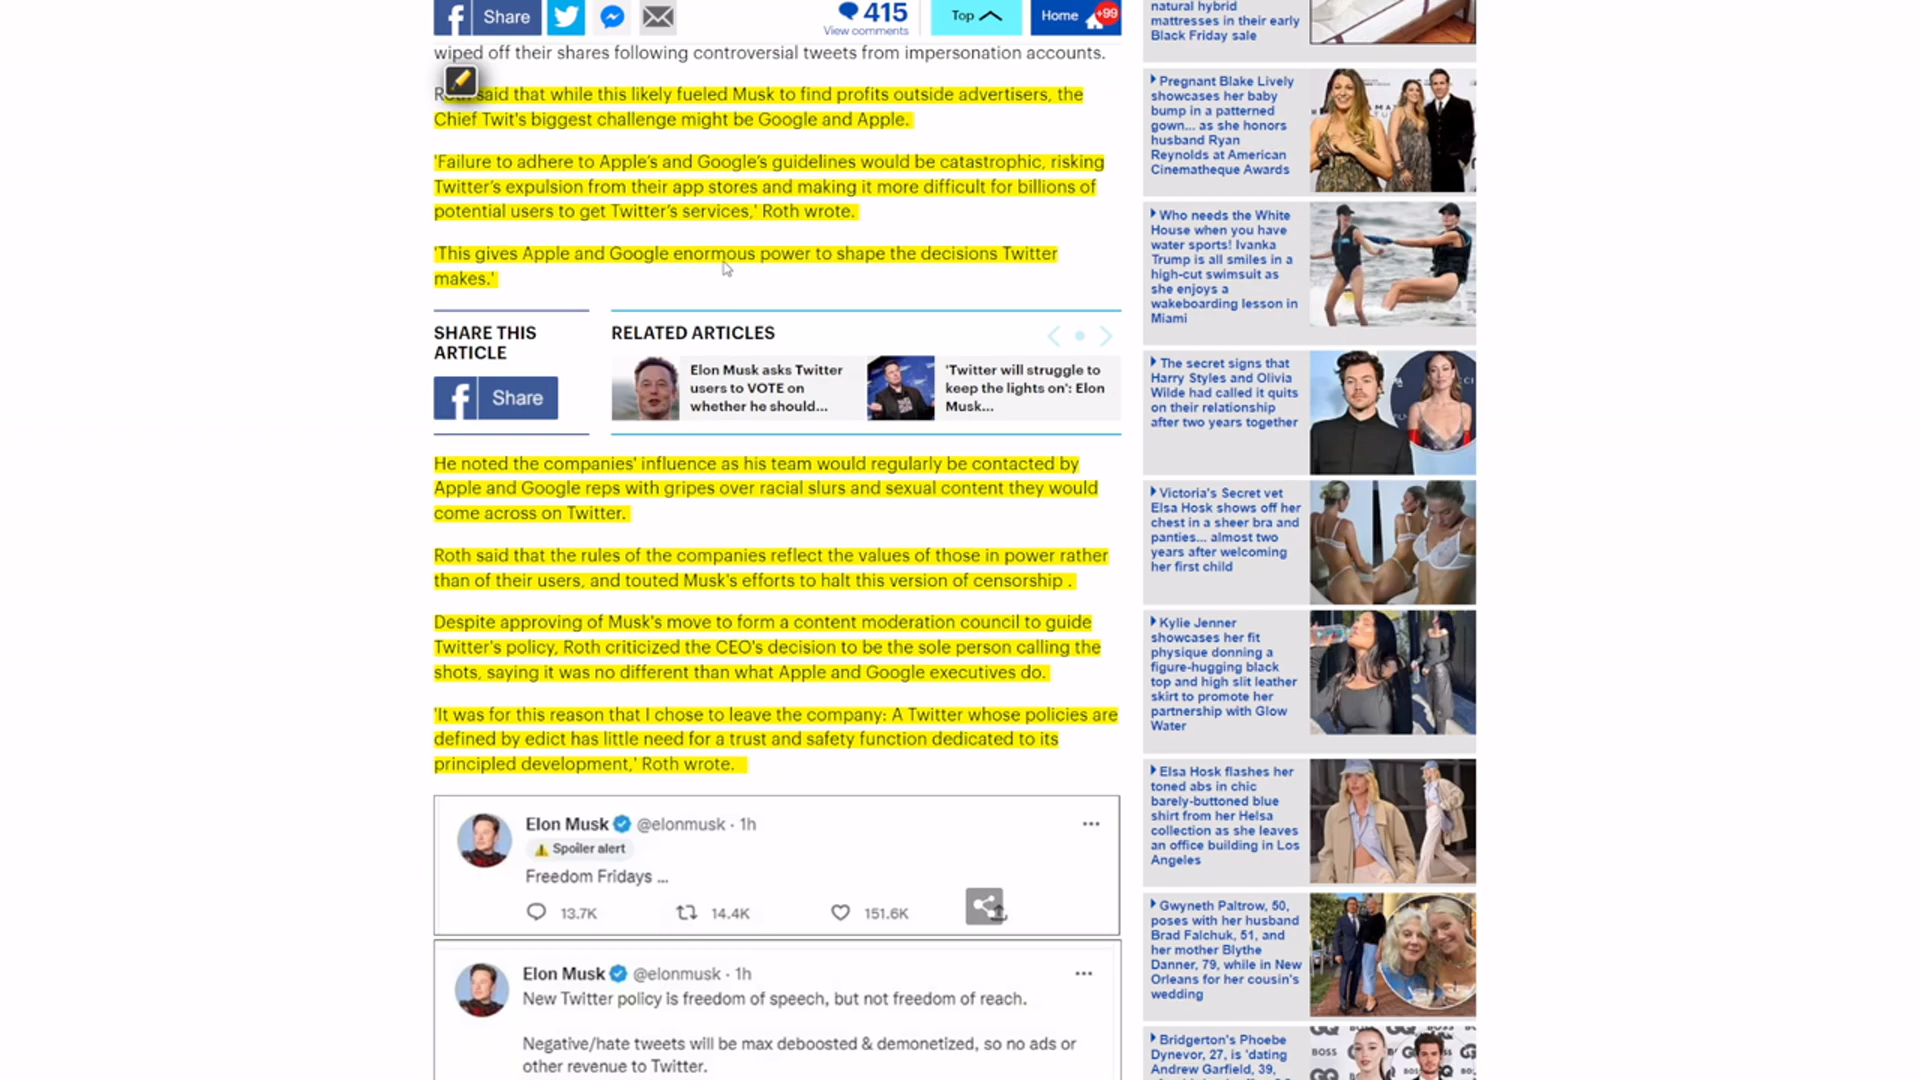 Share
415
View comments
Top
Home
+99
wiped off their shares following controversial tweets from impersonation accounts.
Roth said that while this likely fueled Musk to find profits outside advertisers, the
Chief Twit's biggest challenge might be Google and Apple.
'Failure to adhere to Apple's and Google's guidelines would be catastrophic, risking
Twitter's expulsion from their app stores and making it more difficult for billions of
potential users to get Twitter's services,' Roth wrote.
'This gives Apple and Google enormous power to shape the decisions Twitter
makes.'
SHARE THIS
ARTICLE
Share
RELATED ARTICLES
Elon Musk asks Twitter
users to VOTE on
whether he should...
'Twitter will struggle to
keep the lights on': Elon
Musk...
He noted the companies' influence as his team would regularly be contacted by
Apple and Google reps with gripes over racial slurs and sexual content they would
come across on Twitter.
Roth said that the rules of the companies reflect the values of those in power rather
than of their users, and touted Musk's efforts to halt this version of censorship .
Despite approving of Musk's move to form a content moderation council to guide
Twitter's policy, Roth criticized the CEO's decision to be the sole person calling the
shots, saying it was no different than what Apple and Google executives do.
'It was for this reason that I chose to leave the company: A Twitter whose policies are
defined by edict has little need for a trust and safety function dedicated to its
principled development,' Roth wrote.
Elon Musk @elonmusk · 1h
Spoiler alert
Freedom Fridays ...
13.7K
14.4K
151.6K
Elon Musk @elonmusk · 1h
New Twitter policy is freedom of speech, but not freedom of reach.
Negative/hate tweets will be max deboosted & demonetized, so no ads or
other revenue to Twitter.
natural hybrid
mattresses in their early
Black Friday sale
Pregnant Blake Lively
showcases her baby
bump in a patterned
gown... as she honors
husband Ryan
Reynolds at American
Cinematheque Awards
Who needs the White
House when you have
water sports! Ivanka
Trump is all smiles in a
high-cut swimsuit as
she enjoys a
wakeboarding lesson in
Miami
The secret signs that
Harry Styles and Olivia
Wilde had called it quits
on their relationship
after two years together
Victoria's Secret vet
Elsa Hosk shows off her
chest in a sheer bra and
panties... almost two
years after welcoming
her first child
Kylie Jenner
showcases her fit
physique donning a
figure-hugging black
top and high slit leather
skirt to promote her
partnership with Glow
Water
Elsa Hosk flashes her
toned abs in chic
barely-buttoned blue
shirt from her Helsa
collection as she leaves
an office building in Los
Angeles
Gwyneth Paltrow, 50,
poses with her husband
Brad Falchuk, 51, and
her mother Blythe
Danner, 79, while in New
Orleans for her cousin's
wedding
Bridgerton's Phoebe
Dynevor, 27, is 'dating
Andrew Garfield, 39,
GQ
BOSS